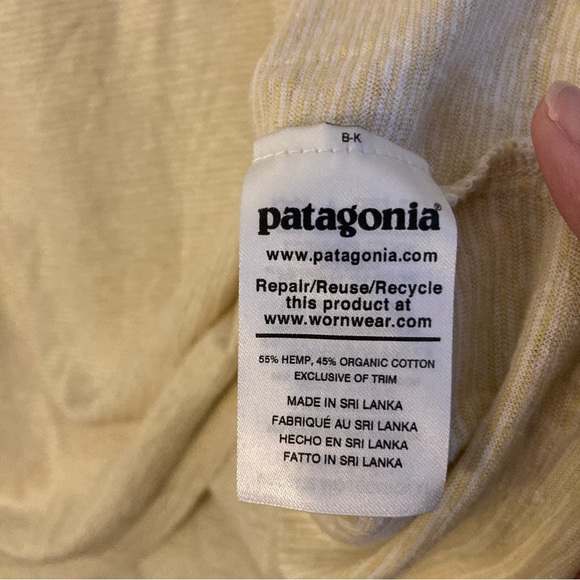 B-K
patagonia®
www.patagonia.com
Repair/Reuse/Recycle
this product at
www.wornwear.com
55% HEMP, 45% ORGANIC COTTON
EXCLUSIVE OF TRIM
MADE IN SRI LANKA
FABRIQUÉ AU SRI LANKA
HECHO EN SRI LANKA
FATTO IN SRI LANKA